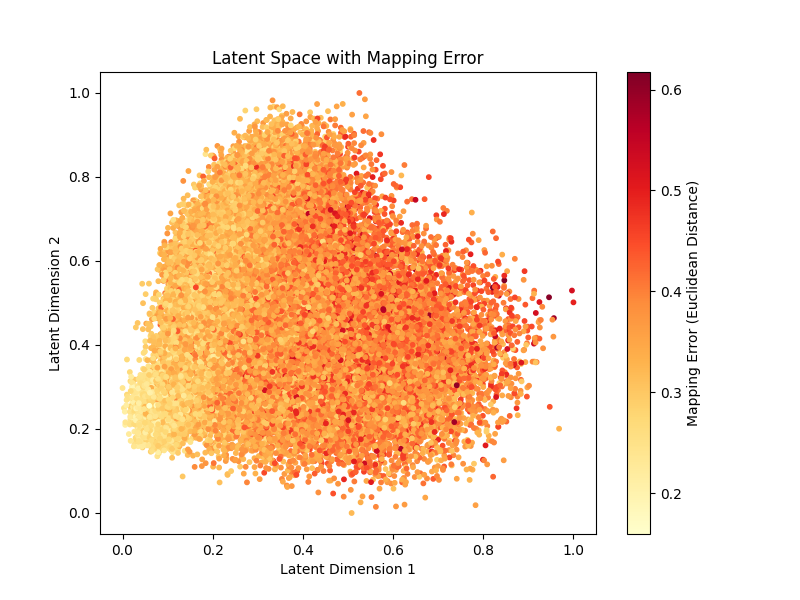 Latent Space with Mapping Error
1.0
0.8
0.6
0.4
0.2
0.0
Latent Dimension 2
0.0 0.2 0.4 0.6 0.8 1.0
Latent Dimension 1
0.6
0.5
0.4
0.3
0.2
Mapping Error (Euclidean Distance)